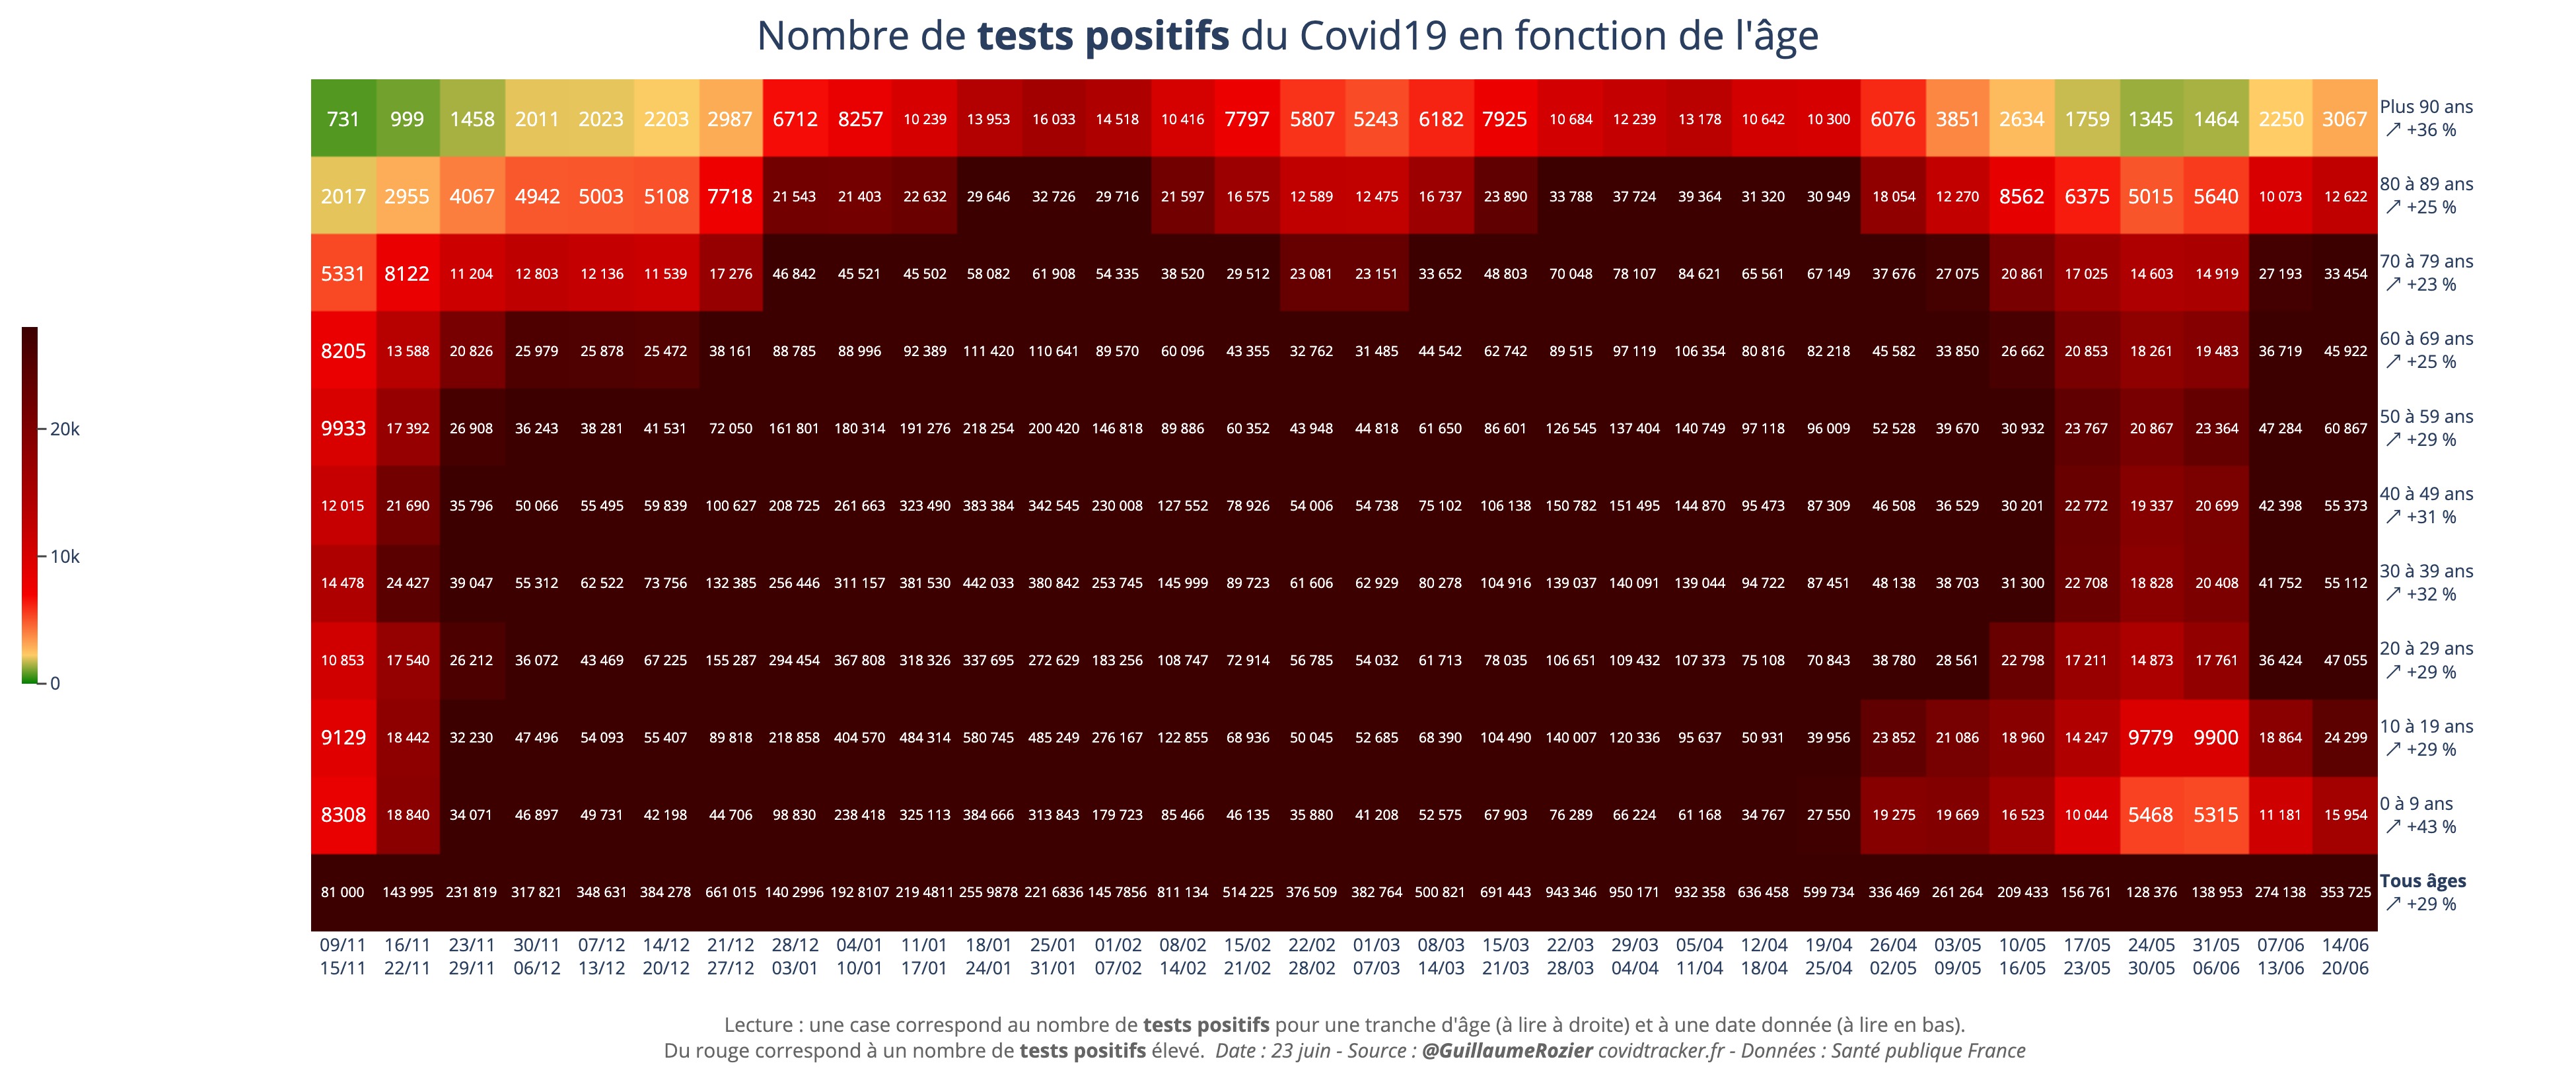 Nombre de tests positifs du Covid19 en fonction de l'âge
731 999 1458 2011 2023 2203 2987 6712 8257 10 239 13 953 16 033 14 518 10 416 7797 5807 5243 6182 7925 10 684 12 239 13 178 10 642 10 300 6076 3851 2634 1759 1345 1464 2250 3067 Plus 90 ans
↗ +36 %
2017 2955 4067 4942 5003 5108 7718 21 543 21 403 22 632 29 646 32 726 29 716 21 597 16 575 12 589 12 475 16 737 23 890 33 788 37 724 39 364 31 320 30 949 18 054 12 270 8562 6375 5015 5640 10 073 12 622 80 à 89 ans
↗ +25 %
5331 8122 11 204 12 803 12 136 11 539 17 276 46 842 45 521 45 502 58 082 61 908 54 335 38 520 29 512 23 081 23 151 33 652 48 803 70 048 78 107 84 621 65 561 67 149 37 676 27 075 20 861 17 025 14 603 14 919 27 193 33 454 70 à 79 ans
↗ +23 %
8205 13 588 20 826 25 979 25 878 25 472 38 161 88 785 88 996 92 389 111 420 110 641 89 570 60 096 43 355 32 762 31 485 44 542 62 742 89 515 97 119 106 354 80 816 82 218 45 582 33 850 26 662 20 853 18 261 19 483 36 719 45 922 60 à 69 ans
↗ +25 %
9933 17 392 26 908 36 243 38 281 41 531 72 050 161 801 180 314 191 276 218 254 200 420 146 818 89 886 60 352 43 948 44 818 61 650 86 601 126 545 137 404 140 749 97 118 96 009 52 528 39 670 30 932 23 767 20 867 23 364 47 284 60 867 50 à 59 ans
↗ +29 %
12 015 21 690 35 796 50 066 55 495 59 839 100 627 208 725 261 663 323 490 383 384 342 545 230 008 127 552 78 926 54 006 54 738 75 102 106 138 150 782 151 495 144 870 95 473 87 309 46 508 36 529 30 201 22 772 19 337 20 699 42 398 55 373 40 à 49 ans
↗ +31 %
14 478 24 427 39 047 55 312 62 522 73 756 132 385 256 446 311 157 381 530 442 033 380 842 253 745 145 999 89 723 61 606 62 929 80 278 104 916 139 037 140 091 139 044 94 722 87 451 48 138 38 703 31 300 22 708 18 828 20 408 41 752 55 112 30 à 39 ans
↗ +32 %
10 853 17 540 26 212 36 072 43 469 67 225 155 287 294 454 367 808 318 326 337 695 272 629 183 256 108 747 72 914 56 785 54 032 61 713 78 035 106 651 109 432 107 373 75 108 70 843 38 780 28 561 22 798 17 211 14 873 17 761 36 424 47 055 20 à 29 ans
↗ +29 %
9129 18 442 32 230 47 496 54 093 55 407 89 818 218 858 404 570 484 314 580 745 485 249 276 167 122 855 68 936 50 045 52 685 68 390 104 490 140 007 120 336 95 637 50 931 39 956 23 852 21 086 18 960 14 247 9779 9900 18 864 24 299 10 à 19 ans
↗ +29 %
8308 18 840 34 071 46 897 49 731 42 198 44 706 98 830 238 418 325 113 384 666 313 843 179 723 85 466 46 135 35 880 41 208 52 575 67 903 76 289 66 224 61 168 34 767 27 550 19 275 19 669 16 523 10 044 5468 5315 11 181 15 954 0 à 9 ans
↗ +43 %
81 000 143 995 231 819 317 821 348 631 384 278 661 015 140 2996 192 8107 219 4811 255 9878 221 6836 145 7856 811 134 514 225 376 509 382 764 500 821 691 443 943 346 950 171 932 358 636 458 599 734 336 469 261 264 209 433 156 761 128 376 138 953 274 138 353 725 Tous âges
↗ +29 %
20k
10k
0
09/11 16/11 23/11 30/11 07/12 14/12 21/12 28/12 04/01 11/01 18/01 25/01 01/02 08/02 15/02 22/02 01/03 08/03 15/03 22/03 29/03 05/04 12/04 19/04 26/04 03/05 10/05 17/05 24/05 31/05 07/06 14/06
15/11 22/11 29/11 06/12 13/12 20/12 27/12 03/01 10/01 17/01 24/01 31/01 07/02 14/02 21/02 28/02 07/03 14/03 21/03 28/03 04/04 11/04 18/04 25/04 02/05 09/05 16/05 23/05 30/05 06/06 13/06 20/06
Lecture : une case correspond au nombre de tests positifs pour une tranche d'âge (à lire à droite) et à une date donnée (à lire en bas).
Du rouge correspond à un nombre de tests positifs élevé. Date : 23 juin - Source : @GuillaumeRozier covidtracker.fr - Données : Santé publique France